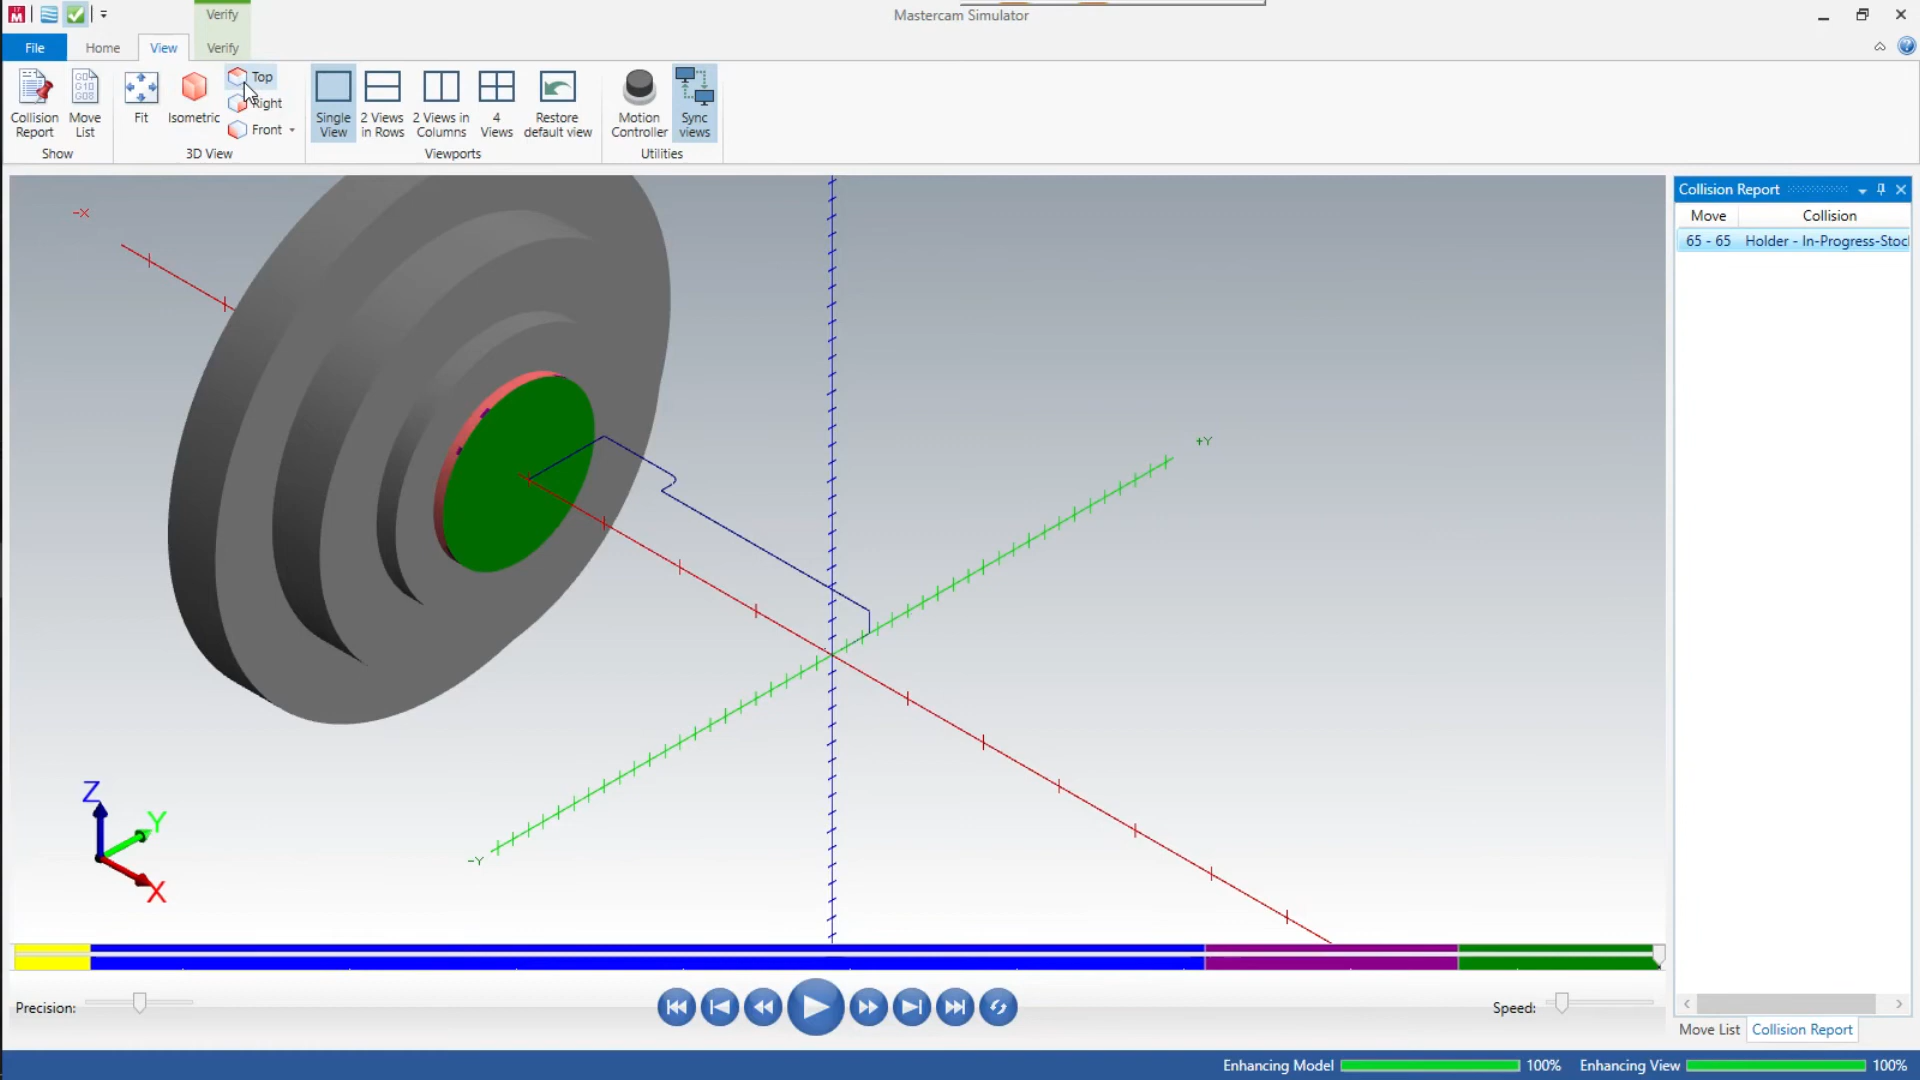 Verify
Mastercam Simulator
File
Home
View
Verify
Collision
Report
Move
List
Fit
Isometric
Top
Right
Front
Single
View
2 Views
in Rows
2 Views in
Columns
4
Views
Restore
default view
Motion
Controller
Sync
views
Show
3D View
Viewports
Utilities
-X
+Y
-Y
Z
Y
X
Collision Report
Move
Collision
65 - 65
Holder - In-Progress-Stoc
Precision:
Speed:
Move List
Collision Report
Enhancing Model
100%
Enhancing View
100%